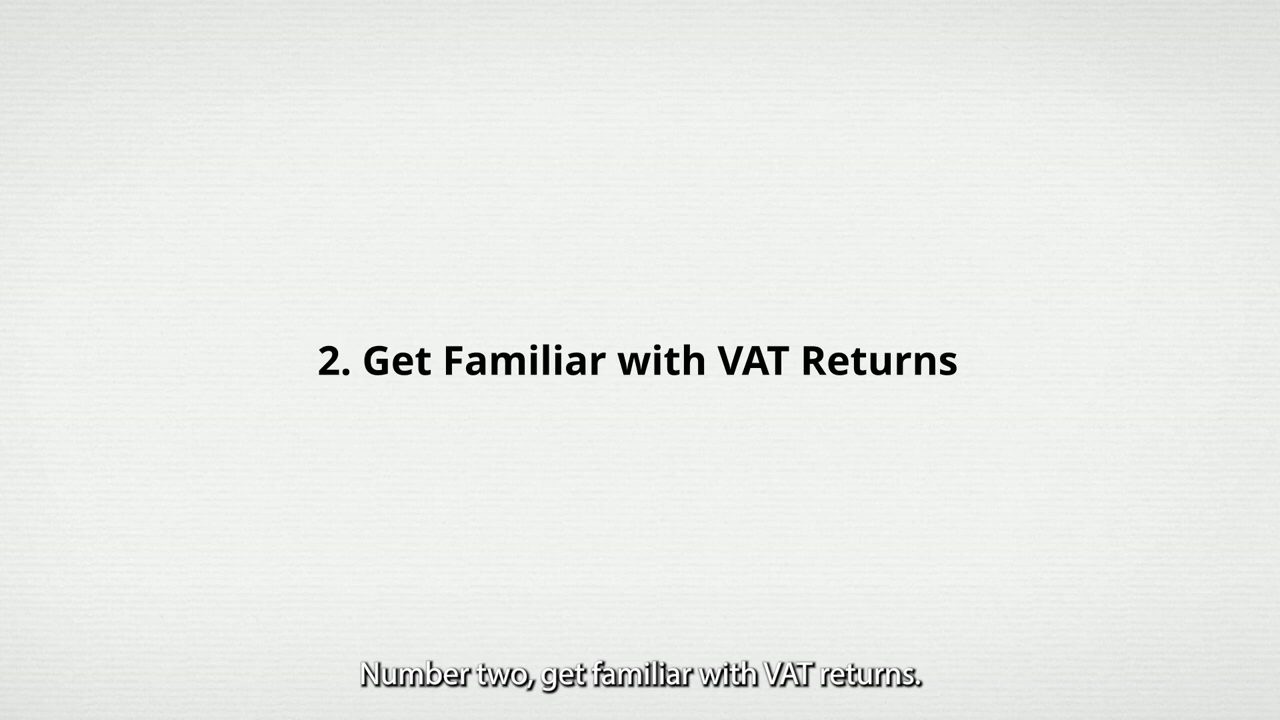 2. Get Familiar with VAT Returns
Number two, get familiar with VAT returns.